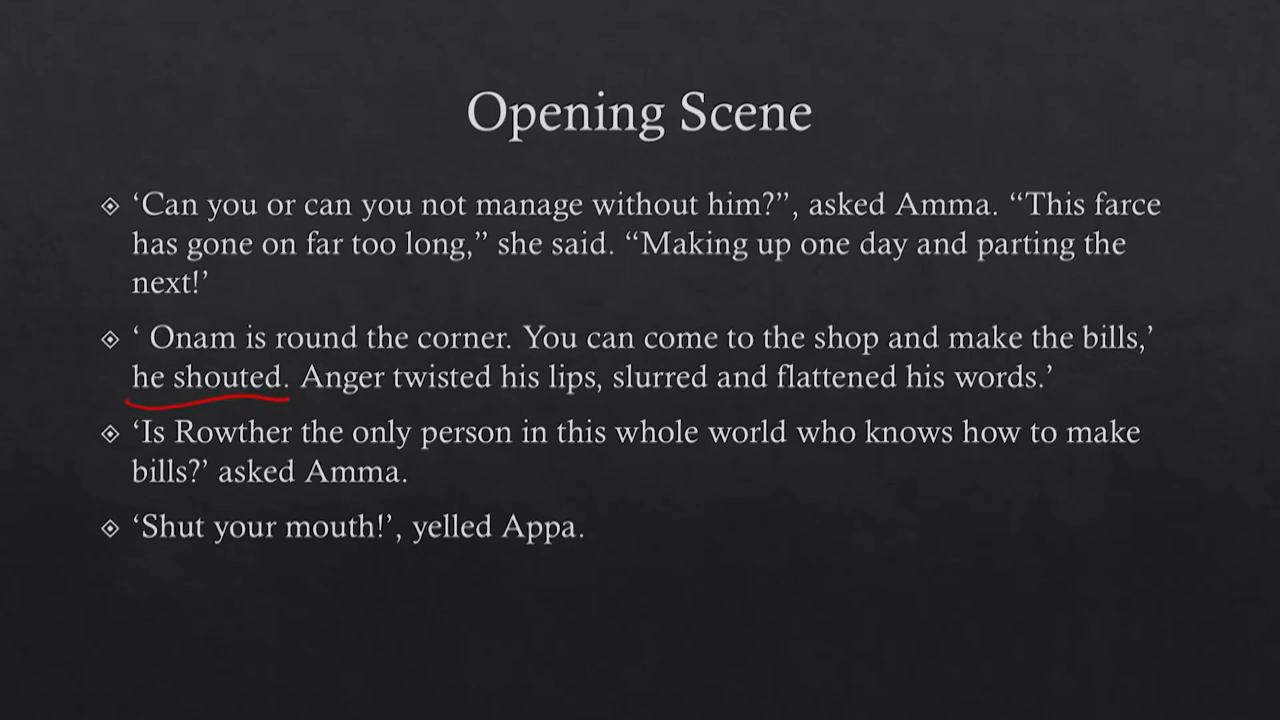 Opening Scene
‘Can you or can you not manage without him?”, asked Amma. “This farce
has gone on far too long,” she said. “Making up one day and parting the
next!’
‘ Onam is round the corner. You can come to the shop and make the bills,’
he shouted. Anger twisted his lips, slurred and flattened his words.’
‘Is Rowther the only person in this whole world who knows how to make
bills?’ asked Amma.
‘Shut your mouth!’, yelled Appa.